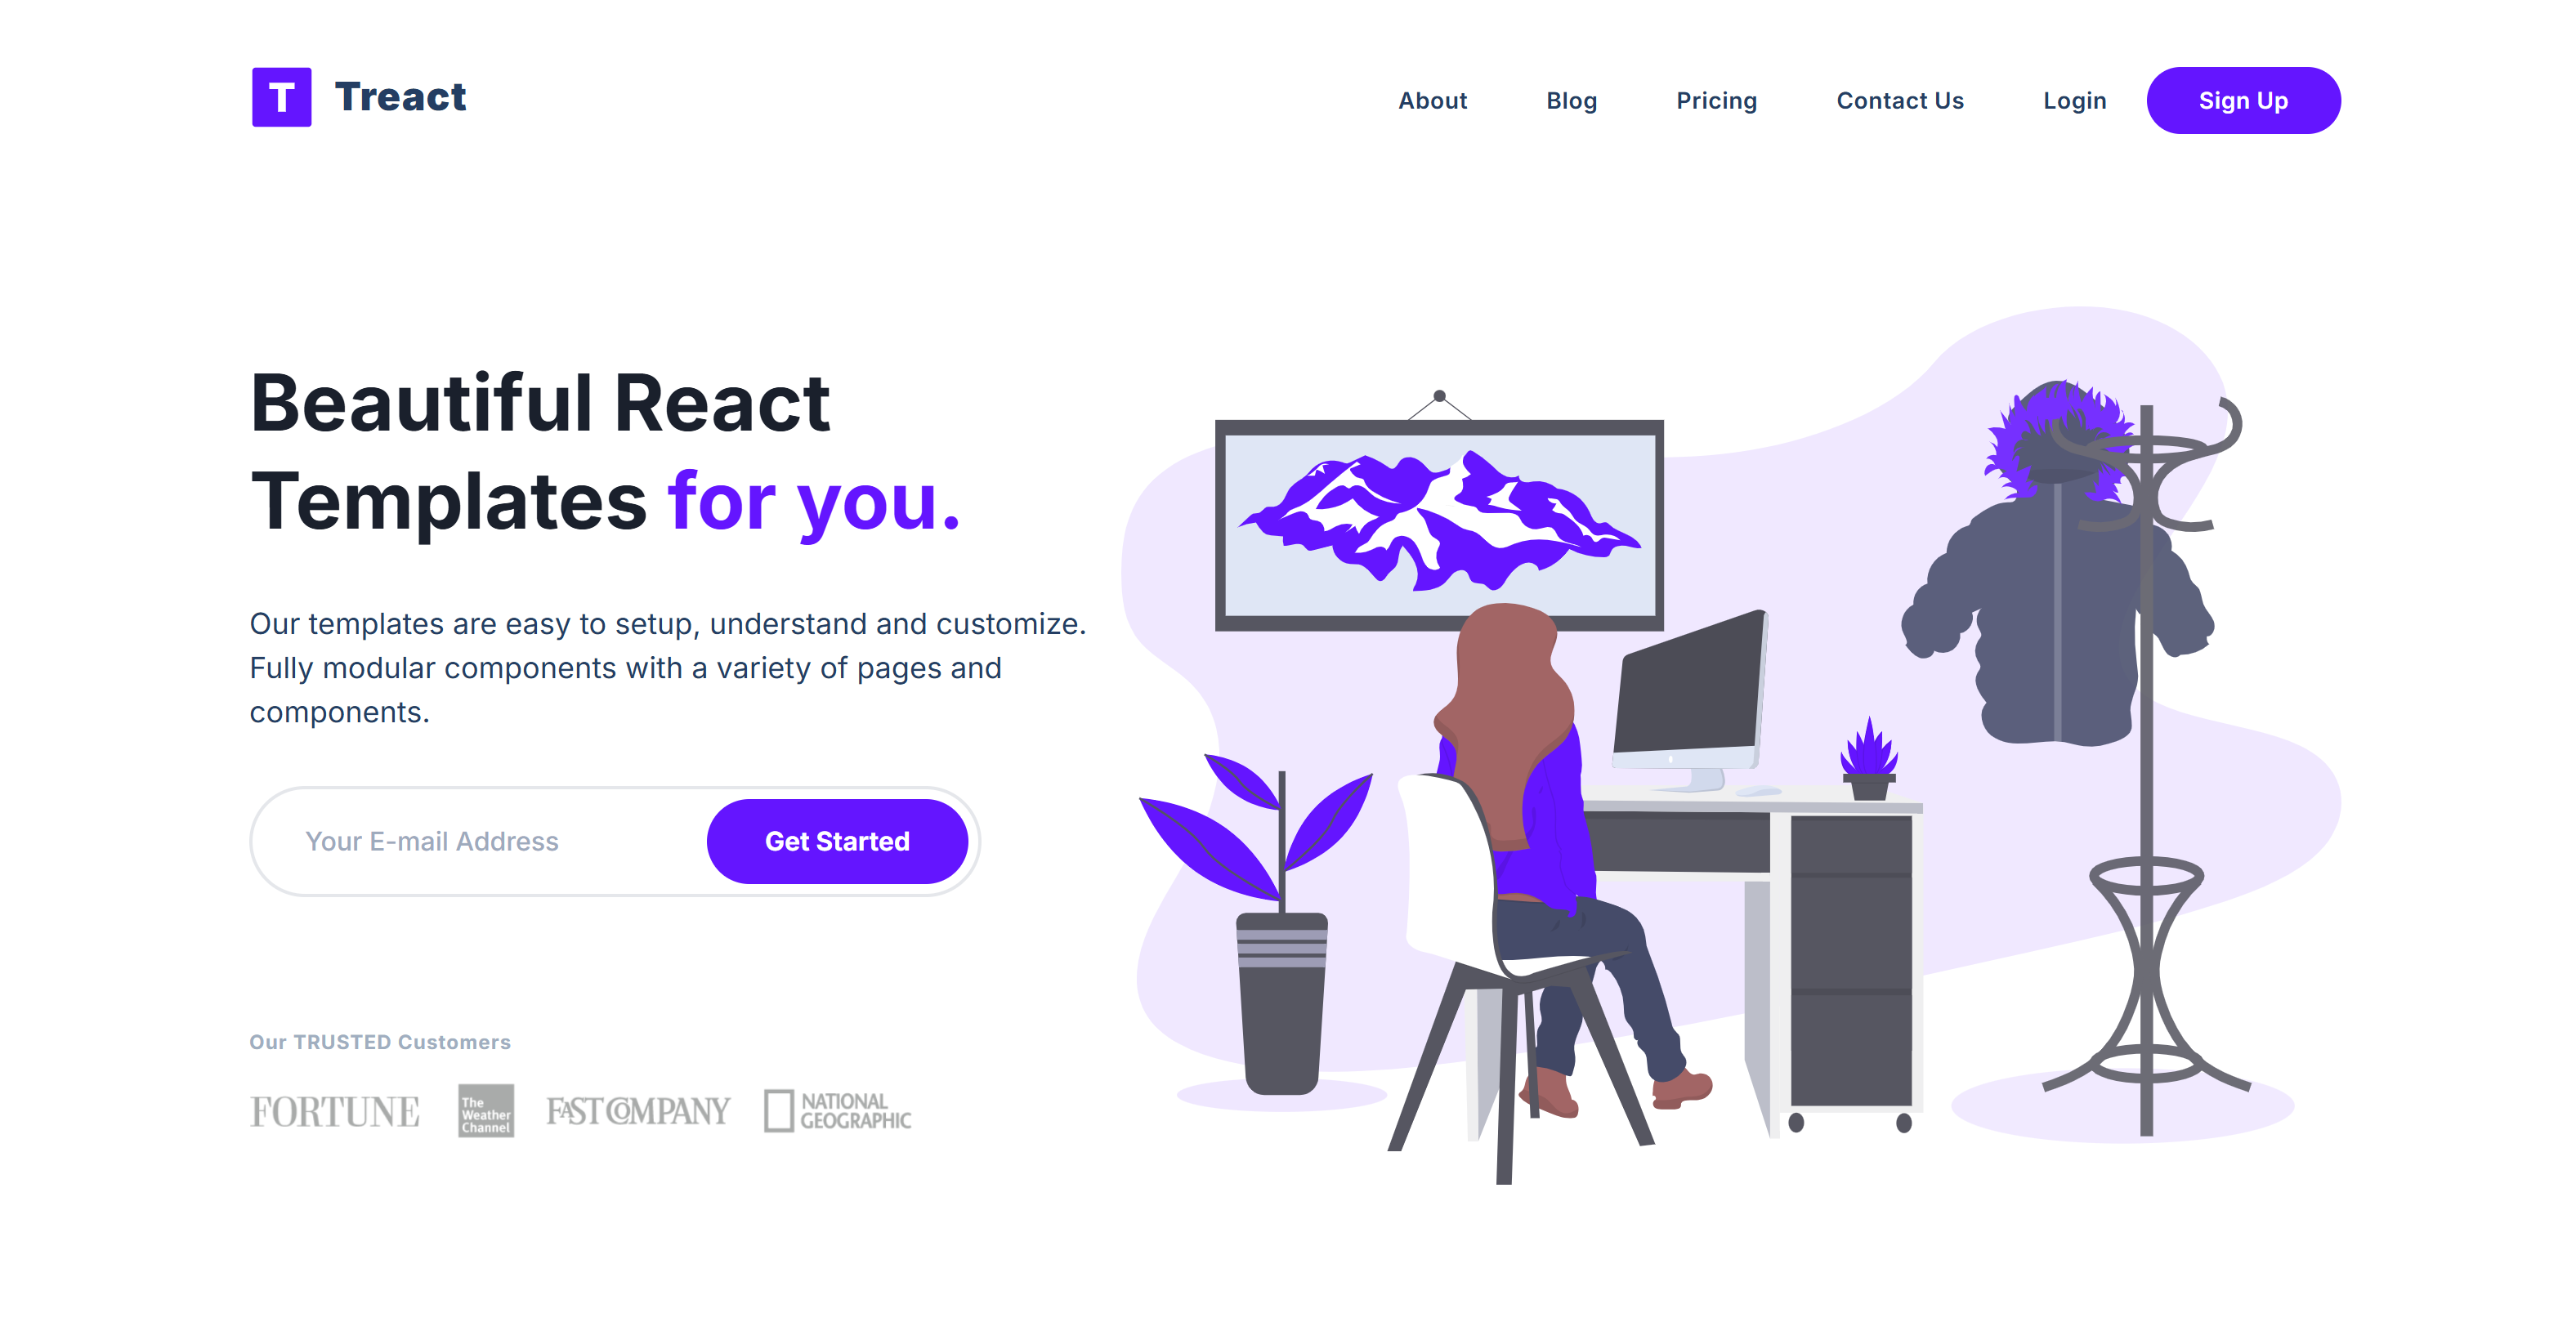 T Treact
About Blog Pricing Contact Us Login Sign Up
Beautiful React
Templates for you.
Our templates are easy to setup, understand and customize.
Fully modular components with a variety of pages and
components.
Your E-mail Address Get Started
Our TRUSTED Customers
FORTUNE
The
Weather
Channel
FAST COMPANY
NATIONAL
GEOGRAPHIC